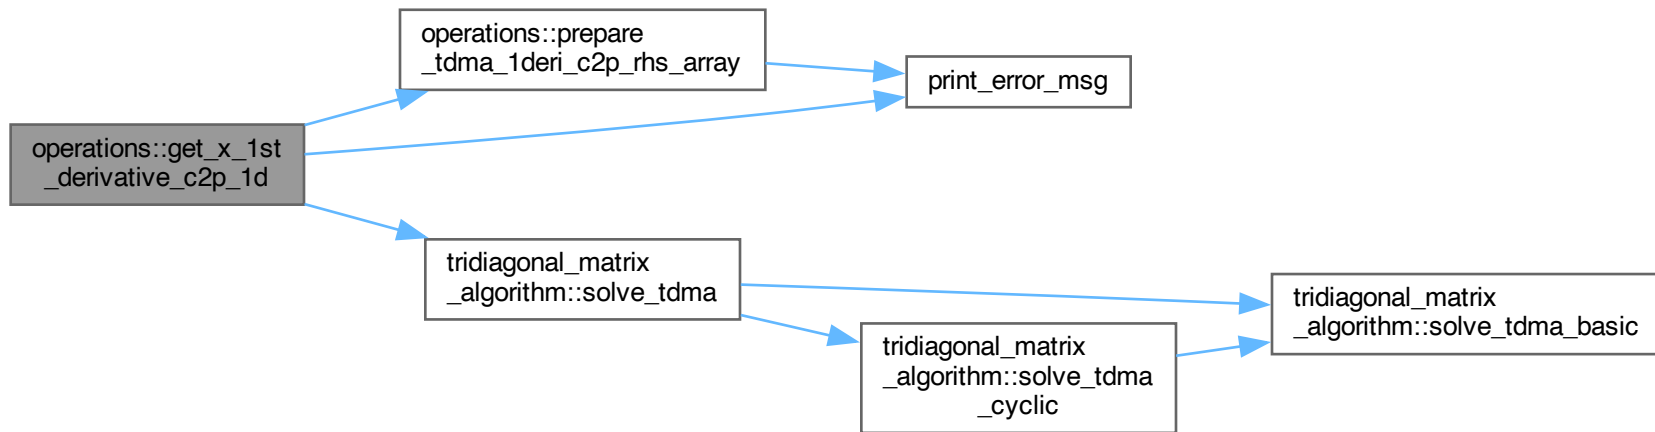 operations::prepare
_tdma_1deri_c2p_rhs_array
print_error_msg
operations::get_x_1st
_derivative_c2p_1d
tridiagonal_matrix
_algorithm::solve_tdma
tridiagonal_matrix
_algorithm::solve_tdma_basic
tridiagonal_matrix
_algorithm::solve_tdma
_cyclic